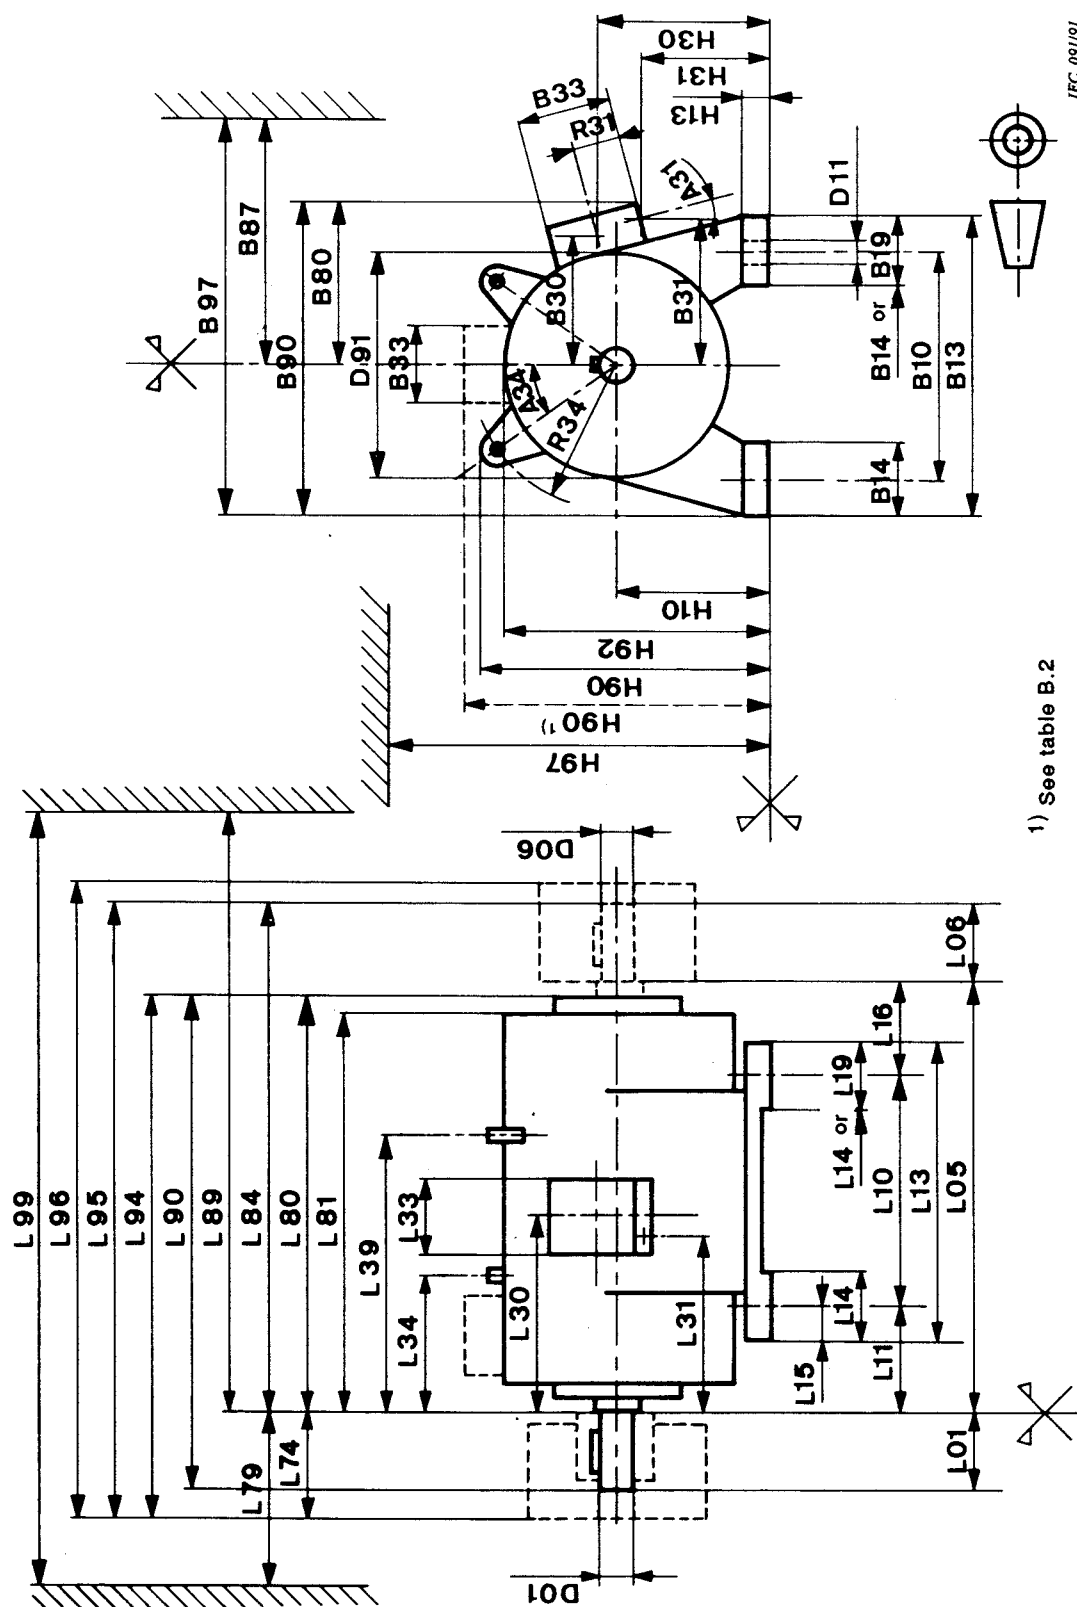 L99
L96
L95
L94
L90
L89
L84
L80
L81
L39
L33
L34
L30
L31
L79
L74
D01
D06
L15
L14
L11
L14 or L19
L10
L13
L05
L16
L06
L01
B97
B87
B90
B80
D91
B33
A34
R34
B30
B31
B33
R31
A31
H30
H31
H13
D11
B14
B14 or B19
B10
B13
H10
H92
H90
H90 1)
H97
1) See table B.2
IEC 091/91